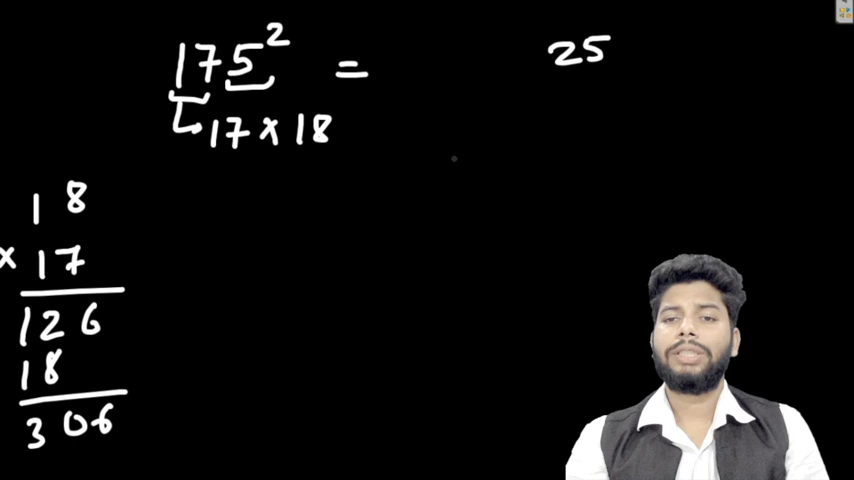 175² = 25
17 × 18
18
× 17
126
18
306